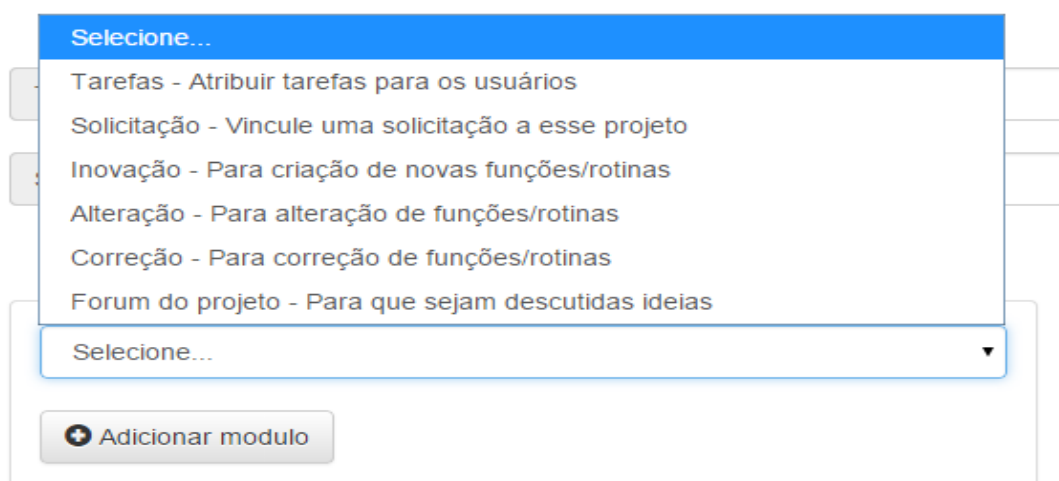 Selecione...
Tarefas - Atribuir tarefas para os usuários
Solicitação - Vincule uma solicitação a esse projeto
Inovação - Para criação de novas funções/rotinas
Alteração - Para alteração de funções/rotinas
Correção - Para correção de funções/rotinas
Forum do projeto - Para que sejam descutidas ideias
Selecione...
Adicionar modulo